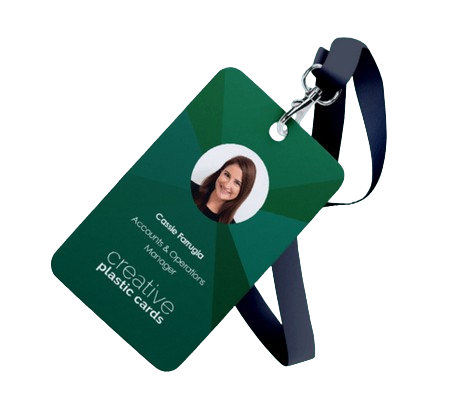 Cassie Farrugia
Accounts & Operations
Manager
creative
plastic cards